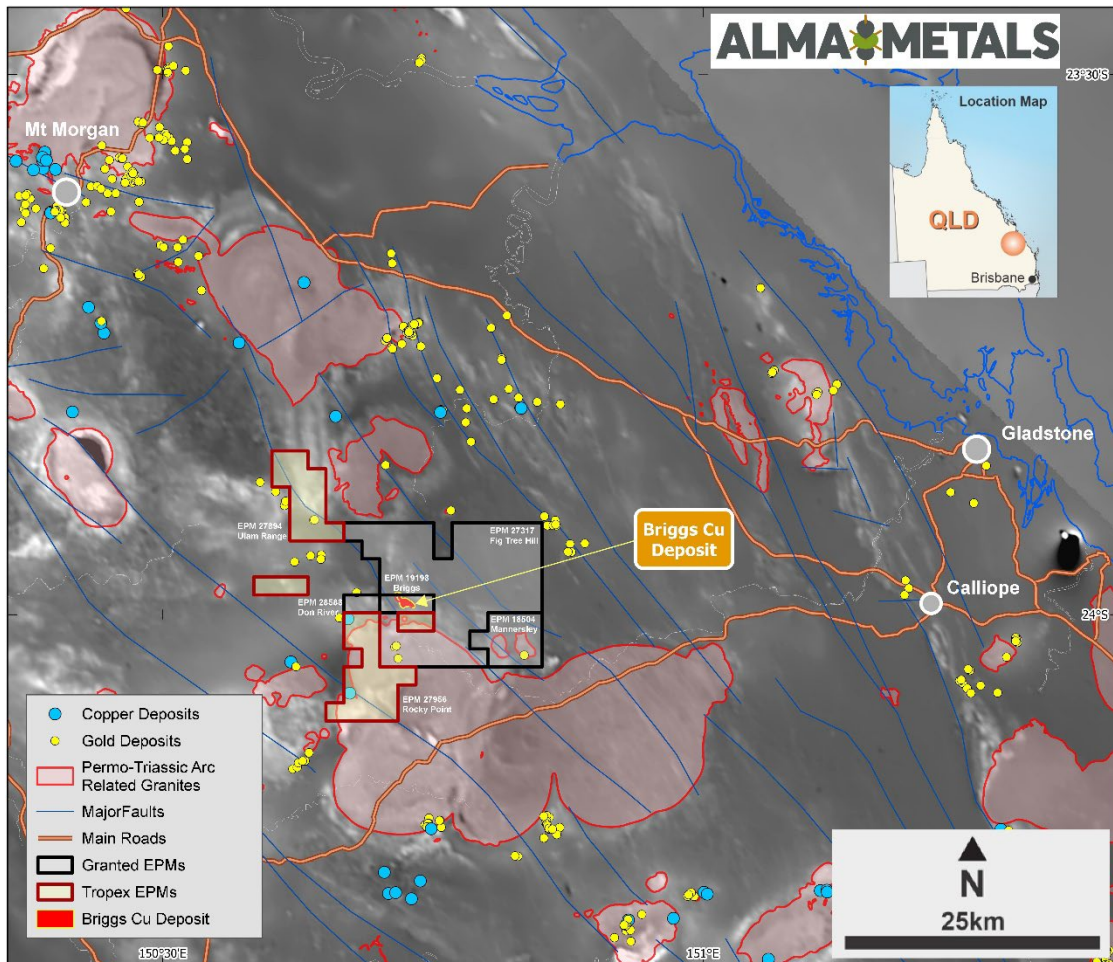 ALMA METALS
23°30'S
Location Map
QLD
Brisbane
Mt Morgan
Gladstone
EPM 27894
Ulam Range
EPM 27317
Fig Tree Hill
Briggs Cu
Deposit
EPM 19198
Briggs
Calliope
EPM 28588
Don River
EPM 18504
Mannersley
24°S
EPM 27956
Rocky Point
Copper Deposits
Gold Deposits
Permo-Triassic Arc
Related Granites
MajorFaults
Main Roads
Granted EPMs
Tropex EPMs
Briggs Cu Deposit
N
25km
150°30'E
151°E